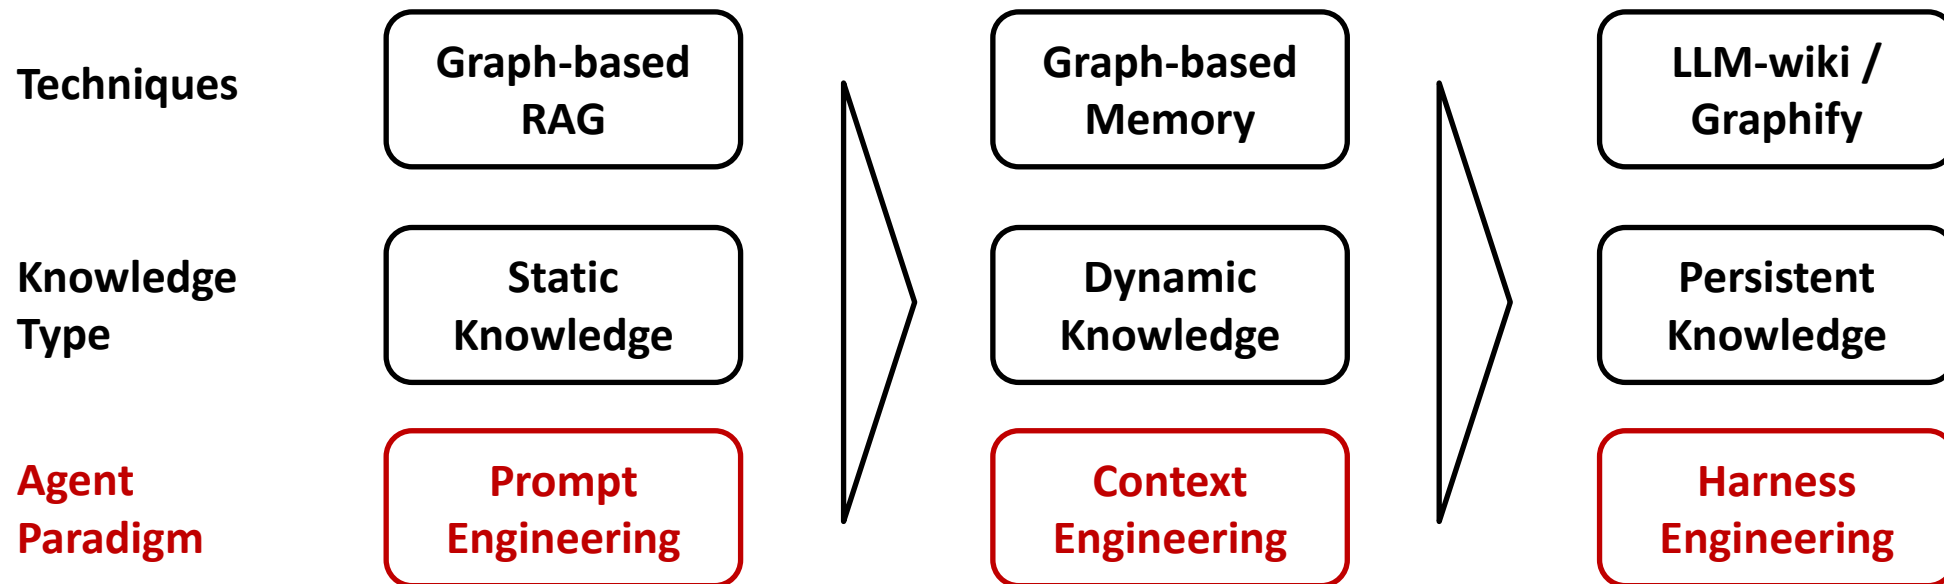 Techniques
Graph-based
RAG
Graph-based
Memory
LLM-wiki /
Graphify
Knowledge
Type
Static
Knowledge
Dynamic
Knowledge
Persistent
Knowledge
Agent
Paradigm
Prompt
Engineering
Context
Engineering
Harness
Engineering